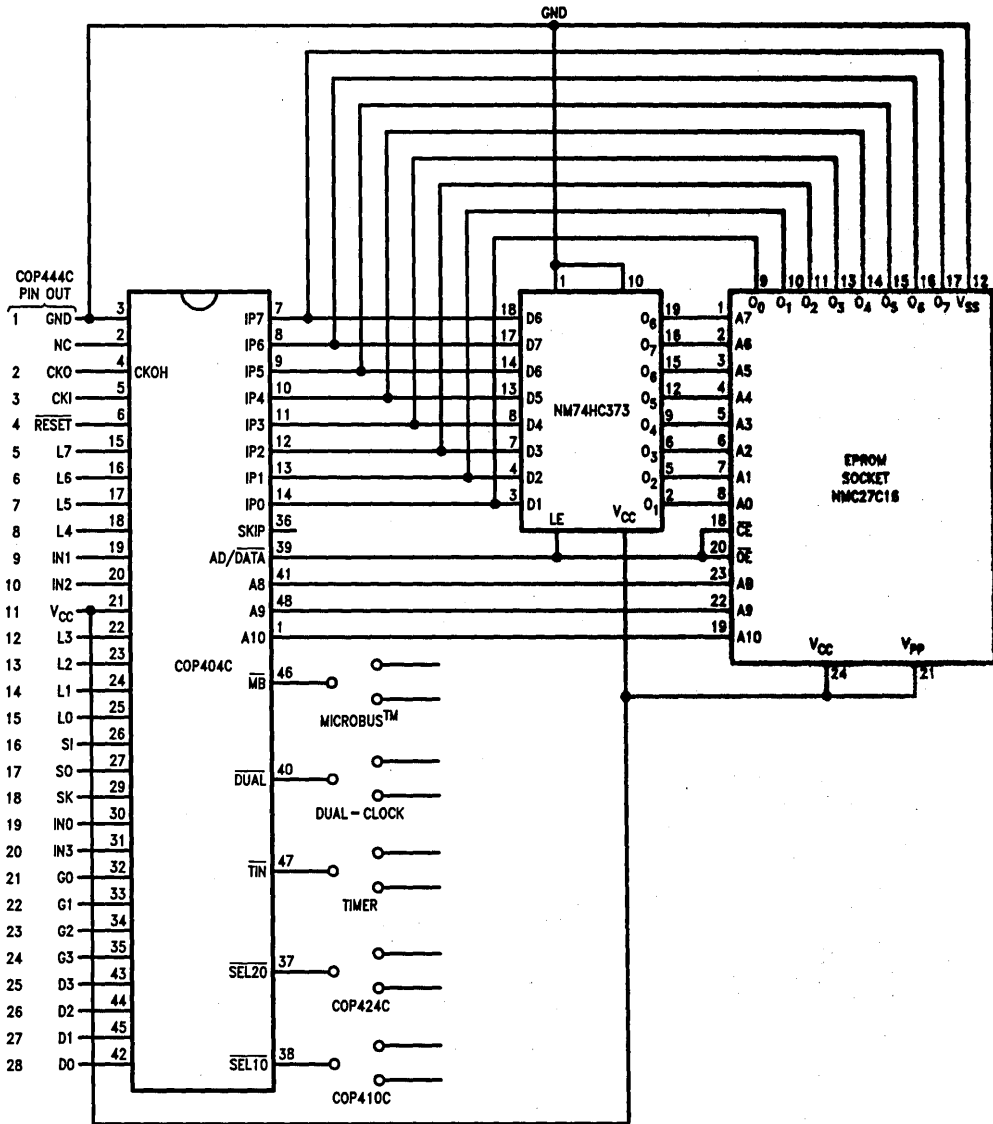 GND
COP444C
PIN OUT
1 GND 3
NC 2
2 CKO 4 CKOH
3 CKI 5
4 RESET 6
5 L7 15
6 L6 16
7 L5 17
8 L4 18
9 IN1 19
10 IN2 20
11 VCC 21
12 L3 22
13 L2 23
14 L1 24
15 L0 25
16 SI 26
17 SO 27
18 SK 29
19 IN0 30
20 IN3 31
21 G0 32
22 G1 33
23 G2 34
24 G3 35
25 D3 43
26 D2 44
27 D1 45
28 D0 42
COP404C
IP7 7
IP6 8
IP5 9
IP4 10
IP3 11
IP2 12
IP1 13
IP0 14
SKIP 36
AD/DATA 39
A8 41
A9 48
A10 1
MB 46
MICROBUS™
DUAL 40
DUAL-CLOCK
TIN 47
TIMER
SEL20 37
COP424C
SEL10 38
COP410C
1 10
18 D6 O6 19
17 D7 O7 16
14 D6 O6 15
13 D5 O5 12
8 D4 O4 9
7 D3 O3 6
4 D2 O2 5
3 D1 O1 2
NM74HC373
LE VCC
9 10 11 13 14 15 16 17 12
O0 O1 O2 O3 O4 O5 O6 O7 VSS
1 A7
2 A6
3 A5
4 A4
5 A3
6 A2
7 A1
8 A0
18 CE
20 OE
23 A8
22 A9
19 A10
EPROM
SOCKET
NMC27C16
VCC VPP
24 21